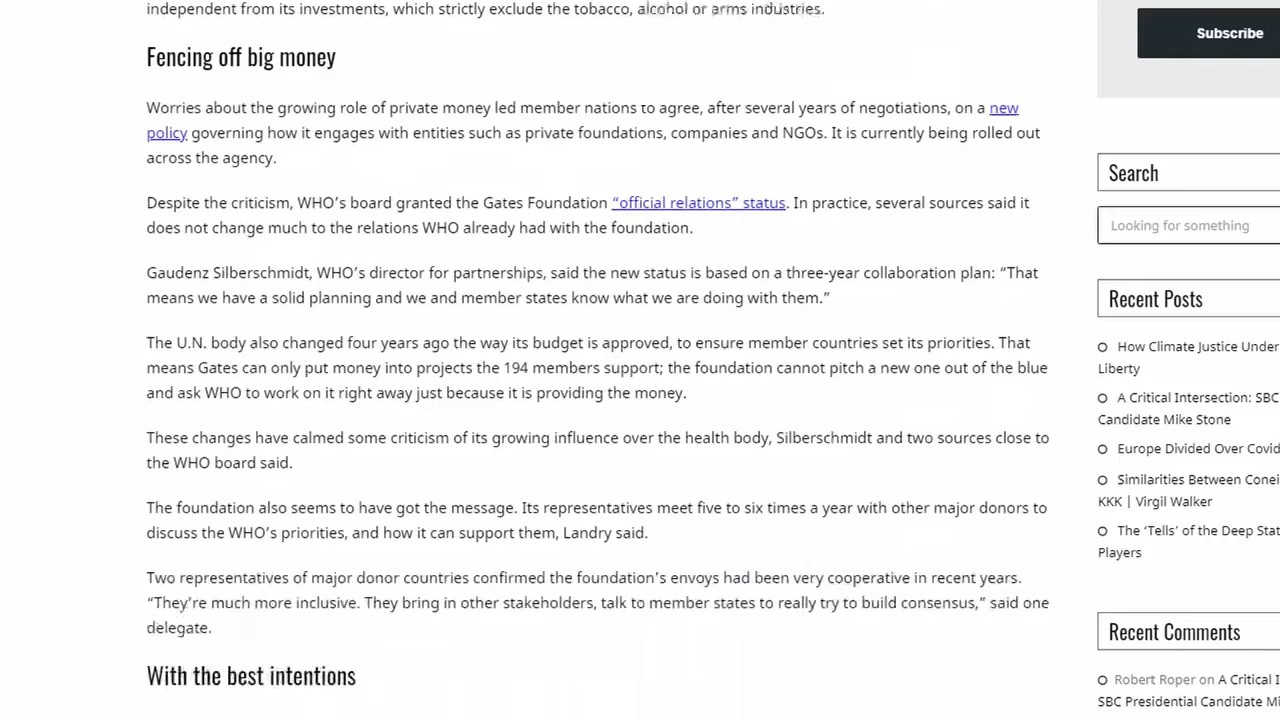 independent from its investments, which strictly exclude the tobacco, alcohol or arms industries.
Fencing off big money
Worries about the growing role of private money led member nations to agree, after several years of negotiations, on a new
policy governing how it engages with entities such as private foundations, companies and NGOs. It is currently being rolled out
across the agency.
Despite the criticism, WHO’s board granted the Gates Foundation “official relations” status. In practice, several sources said it
does not change much to the relations WHO already had with the foundation.
Gaudenz Silberschmidt, WHO’s director for partnerships, said the new status is based on a three-year collaboration plan: “That
means we have a solid planning and we and member states know what we are doing with them.”
The U.N. body also changed four years ago the way its budget is approved, to ensure member countries set its priorities. That
means Gates can only put money into projects the 194 members support; the foundation cannot pitch a new one out of the blue
and ask WHO to work on it right away just because it is providing the money.
These changes have calmed some criticism of its growing influence over the health body, Silberschmidt and two sources close to
the WHO board said.
The foundation also seems to have got the message. Its representatives meet five to six times a year with other major donors to
discuss the WHO’s priorities, and how it can support them, Landry said.
Two representatives of major donor countries confirmed the foundation’s envoys had been very cooperative in recent years.
“They’re much more inclusive. They bring in other stakeholders, talk to member states to really try to build consensus,” said one
delegate.
With the best intentions
Subscribe
Search
Looking for something
Recent Posts
How Climate Justice Under
Liberty
A Critical Intersection: SBC
Candidate Mike Stone
Europe Divided Over Covid
Similarities Between Conei
KKK | Virgil Walker
The ‘Tells’ of the Deep Stat
Players
Recent Comments
Robert Roper on A Critical I
SBC Presidential Candidate Mi